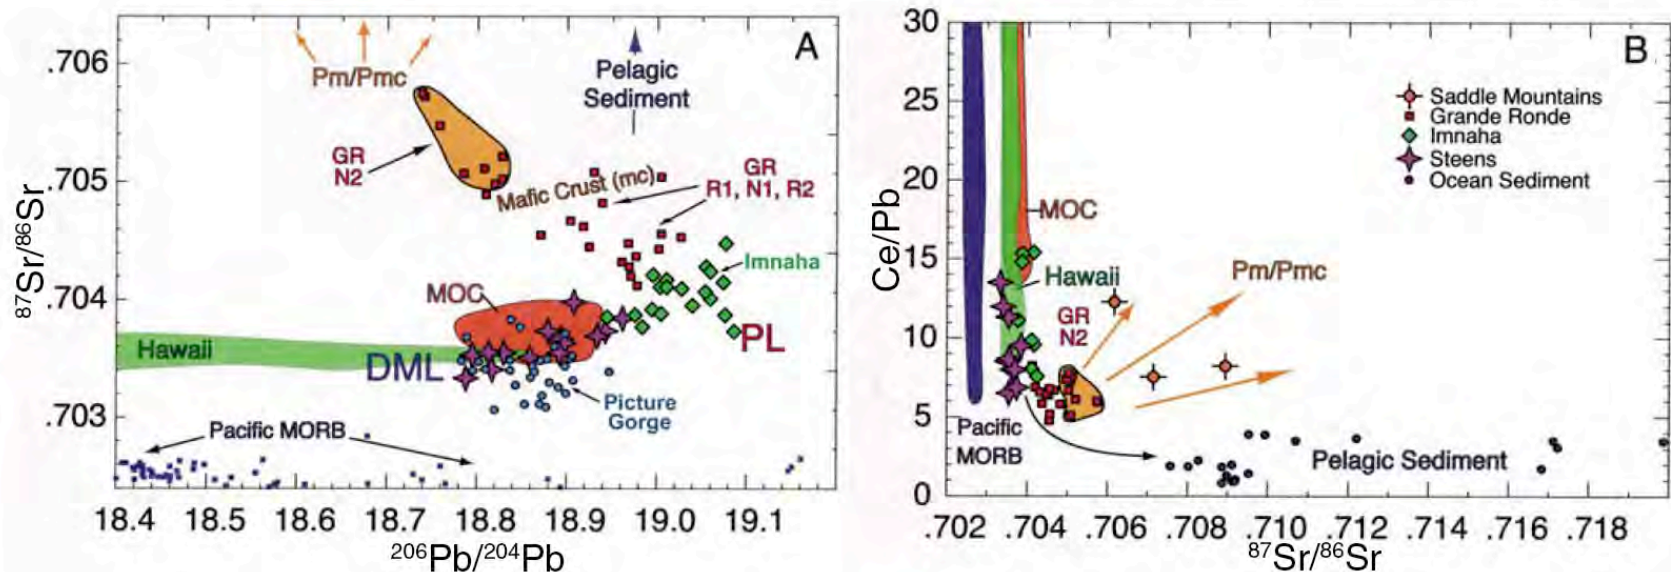 A
.706
.705
.704
.703
87Sr/86Sr
Pm/Pmc
Pelagic
Sediment
GR
N2
Mafic Crust (mc)
GR
R1, N1, R2
Imnaha
MOC
PL
Hawaii
DML
Picture
Gorge
Pacific MORB
18.4 18.5 18.6 18.7 18.8 18.9 19.0 19.1
206Pb/204Pb
B
30
25
20
15
10
5
0
Ce/Pb
Saddle Mountains
Grande Ronde
Imnaha
Steens
Ocean Sediment
MOC
Hawaii
Pm/Pmc
GR
N2
Pacific
MORB
Pelagic Sediment
.702 .704 .706 .708 .710 .712 .714 .716 .718
87Sr/86Sr